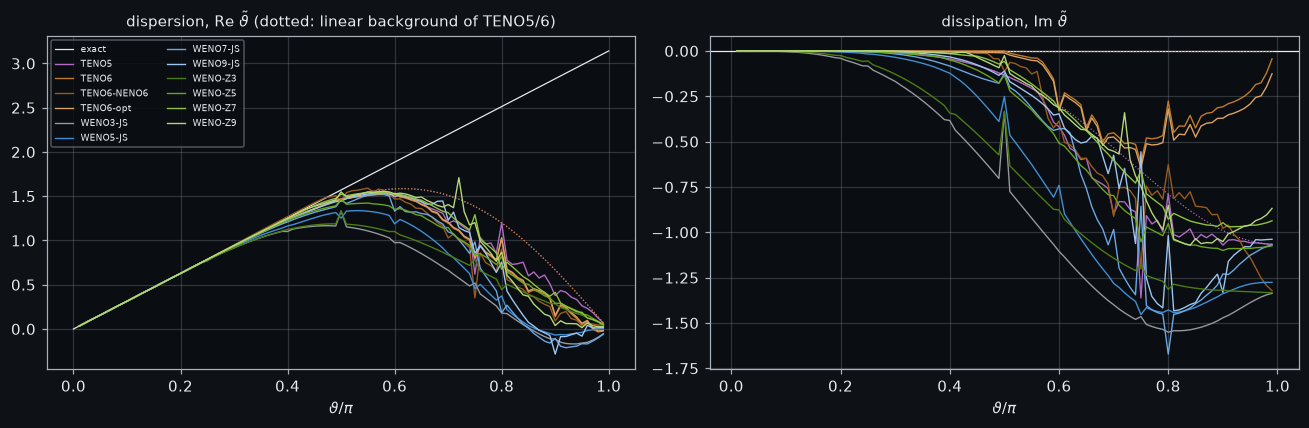 dispersion, Re ϑ̃ (dotted: linear background of TENO5/6)
exact
TENO5
TENO6
TENO6-NENO6
TENO6-opt
WENO3-JS
WENO5-JS
WENO7-JS
WENO9-JS
WENO-Z3
WENO-Z5
WENO-Z7
WENO-Z9
3.0
2.5
2.0
1.5
1.0
0.5
0.0
0.0 0.2 0.4 0.6 0.8 1.0
ϑ/π
dissipation, Im ϑ̃
0.00
−0.25
−0.50
−0.75
−1.00
−1.25
−1.50
−1.75
0.0 0.2 0.4 0.6 0.8 1.0
ϑ/π